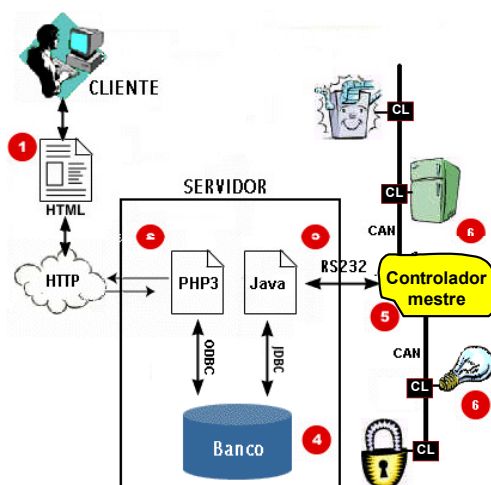 CLIENTE
1
HTML
HTTP
SERVIDOR
PHP3
Java
ODBC
JDBC
Banco
4
RS232
CL
CL
CAN
6
Controlador
mestre
5
CAN
CL
6
CL